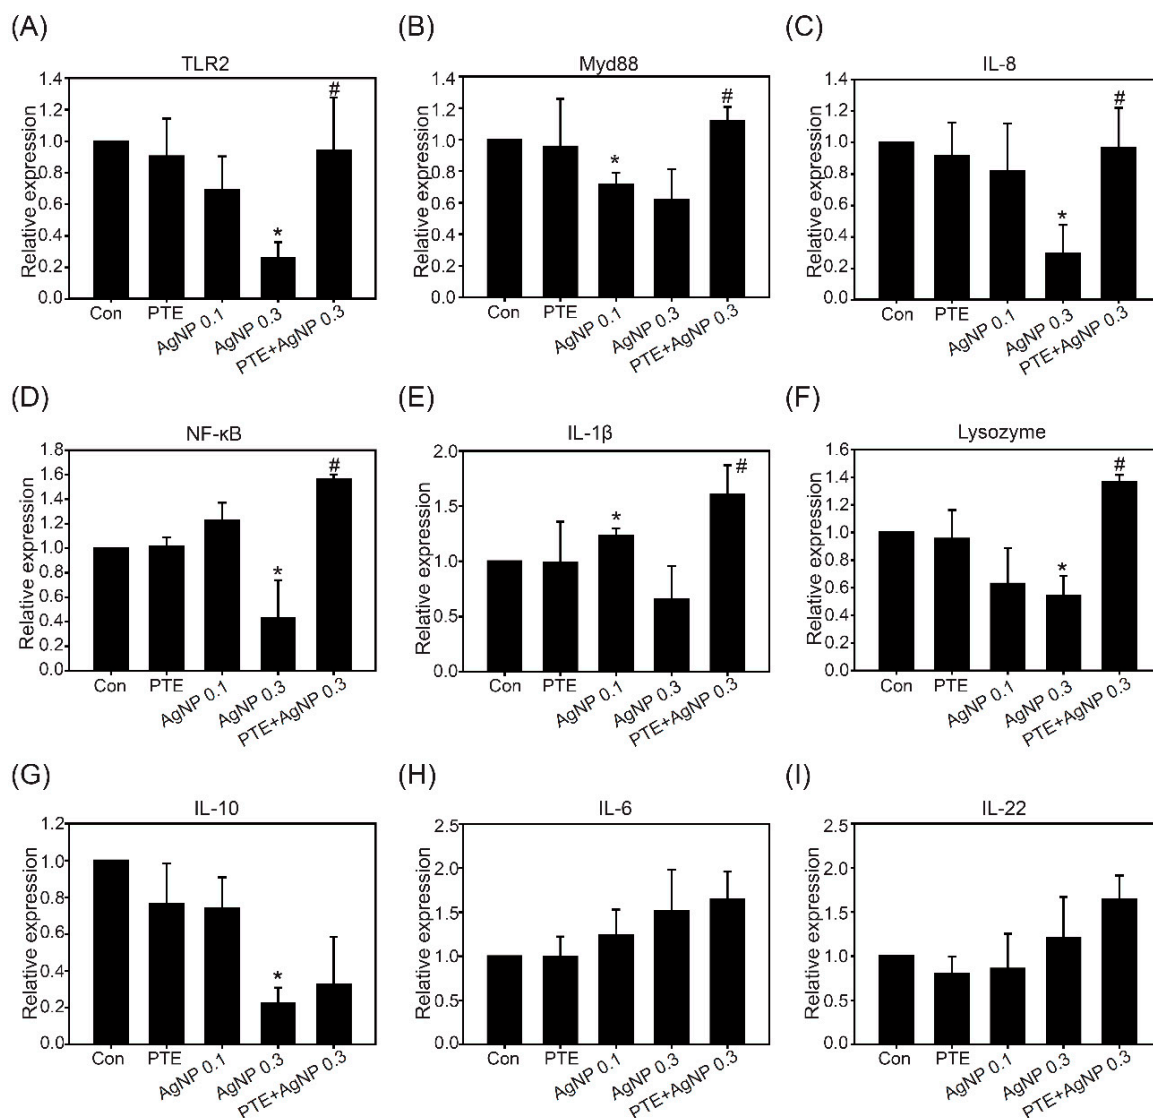 (A)
TLR2
Relative expression
1.4
1.2
1.0
0.8
0.6
0.4
0.2
0.0
*
#
Con
PTE
AgNP 0.1
AgNP 0.3
PTE+AgNP 0.3
(B)
Myd88
Relative expression
1.4
1.2
1.0
0.8
0.6
0.4
0.2
0.0
*
#
Con
PTE
AgNP 0.1
AgNP 0.3
PTE+AgNP 0.3
(C)
IL-8
Relative expression
1.4
1.2
1.0
0.8
0.6
0.4
0.2
0.0
*
#
Con
PTE
AgNP 0.1
AgNP 0.3
PTE+AgNP 0.3
(D)
NF-κB
Relative expression
1.8
1.6
1.4
1.2
1.0
0.8
0.6
0.4
0.2
0.0
*
#
Con
PTE
AgNP 0.1
AgNP 0.3
PTE+AgNP 0.3
(E)
IL-1β
Relative expression
2.0
1.5
1.0
0.5
0.0
*
#
Con
PTE
AgNP 0.1
AgNP 0.3
PTE+AgNP 0.3
(F)
Lysozyme
Relative expression
1.6
1.4
1.2
1.0
0.8
0.6
0.4
0.2
0.0
*
#
Con
PTE
AgNP 0.1
AgNP 0.3
PTE+AgNP 0.3
(G)
IL-10
Relative expression
1.2
1.0
0.8
0.6
0.4
0.2
0.0
*
Con
PTE
AgNP 0.1
AgNP 0.3
PTE+AgNP 0.3
(H)
IL-6
Relative expression
2.5
2.0
1.5
1.0
0.5
0.0
Con
PTE
AgNP 0.1
AgNP 0.3
PTE+AgNP 0.3
(I)
IL-22
Relative expression
2.5
2.0
1.5
1.0
0.5
0.0
Con
PTE
AgNP 0.1
AgNP 0.3
PTE+AgNP 0.3